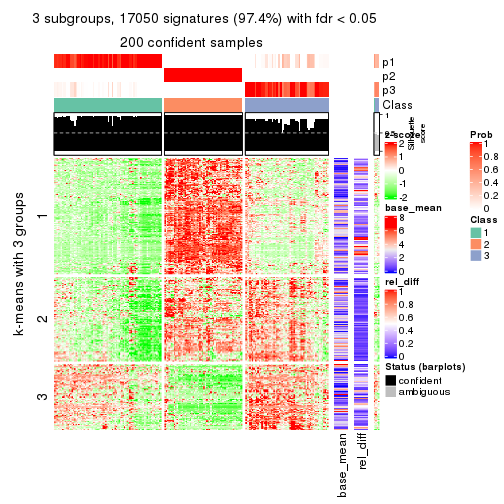 3 subgroups, 17050 signatures (97.4%) with fdr < 0.05
200 confident samples
p1
p2
p3
Class
1
0.5
0
Silhouette
score
k-means with 3 groups
1
2
3
base_mean
rel_diff
z-score
2
1
0
-1
-2
base_mean
8
6
4
2
0
rel_diff
1
0.8
0.6
0.4
0.2
0
Status (barplots)
confident
ambiguous
Prob
1
0.8
0.6
0.4
0.2
0
Class
1
2
3